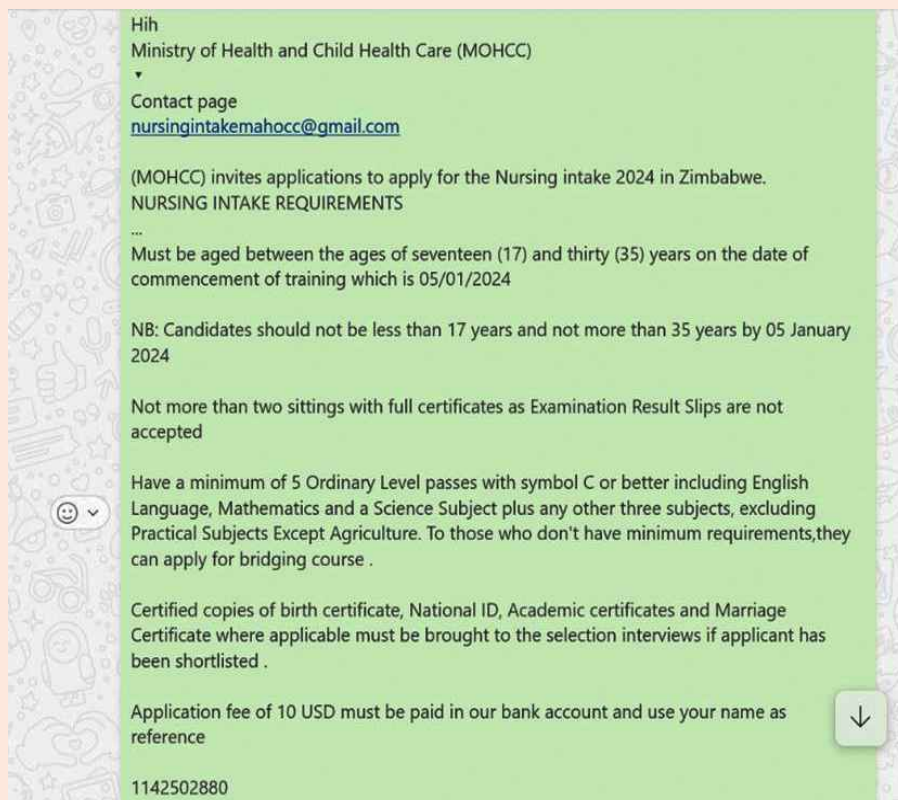 Hih
Ministry of Health and Child Health Care (MOHCC)
Contact page
nursingintakemahocc@gmail.com
(MOHCC) invites applications to apply for the Nursing intake 2024 in Zimbabwe.
NURSING INTAKE REQUIREMENTS
...
Must be aged between the ages of seventeen (17) and thirty (35) years on the date of
commencement of training which is 05/01/2024
NB: Candidates should not be less than 17 years and not more than 35 years by 05 January
2024
Not more than two sittings with full certificates as Examination Result Slips are not
accepted
Have a minimum of 5 Ordinary Level passes with symbol C or better including English
Language, Mathematics and a Science Subject plus any other three subjects, excluding
Practical Subjects Except Agriculture. To those who don't have minimum requirements,they
can apply for bridging course .
Certified copies of birth certificate, National ID, Academic certificates and Marriage
Certificate where applicable must be brought to the selection interviews if applicant has
been shortlisted .
Application fee of 10 USD must be paid in our bank account and use your name as
reference
1142502880